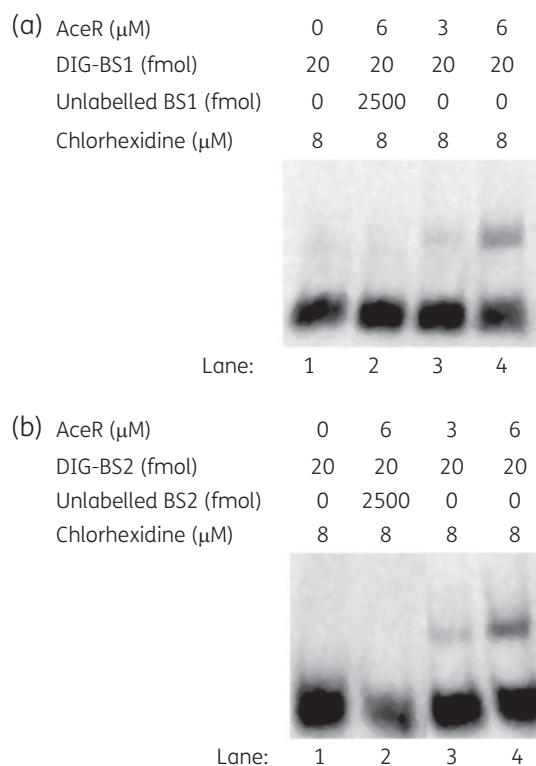 (a) AceR (μM) 0 6 3 6
DIG-BS1 (fmol) 20 20 20 20
Unlabelled BS1 (fmol) 0 2500 0 0
Chlorhexidine (μM) 8 8 8 8
Lane: 1 2 3 4
(b) AceR (μM) 0 6 3 6
DIG-BS2 (fmol) 20 20 20 20
Unlabelled BS2 (fmol) 0 2500 0 0
Chlorhexidine (μM) 8 8 8 8
Lane: 1 2 3 4